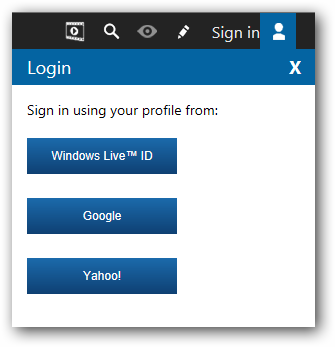 Sign in
Login X
Sign in using your profile from:
Windows Live™ ID
Google
Yahoo!